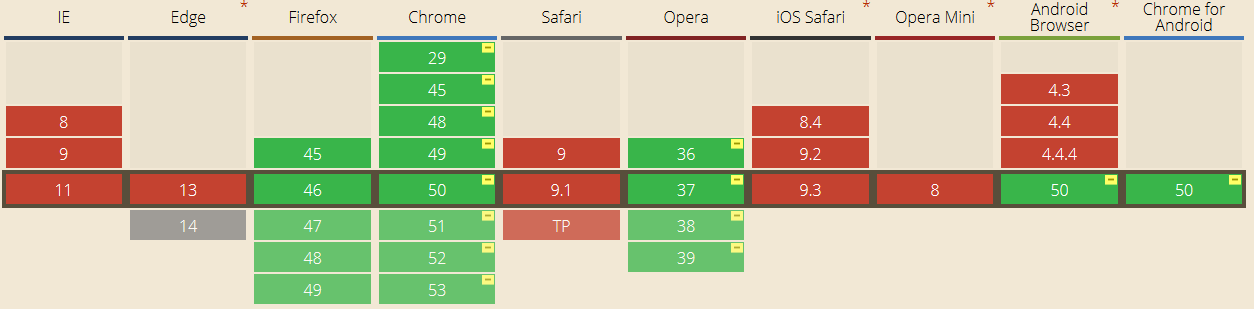 IE Edge * Firefox Chrome Safari Opera iOS Safari * Opera Mini * Android Browser * Chrome for Android
29
45 4.3
8 48 8.4 4.4
9 45 49 9 36 9.2 4.4.4
11 13 46 50 9.1 37 9.3 8 50 50
14 47 51 TP 38
48 52 39
49 53